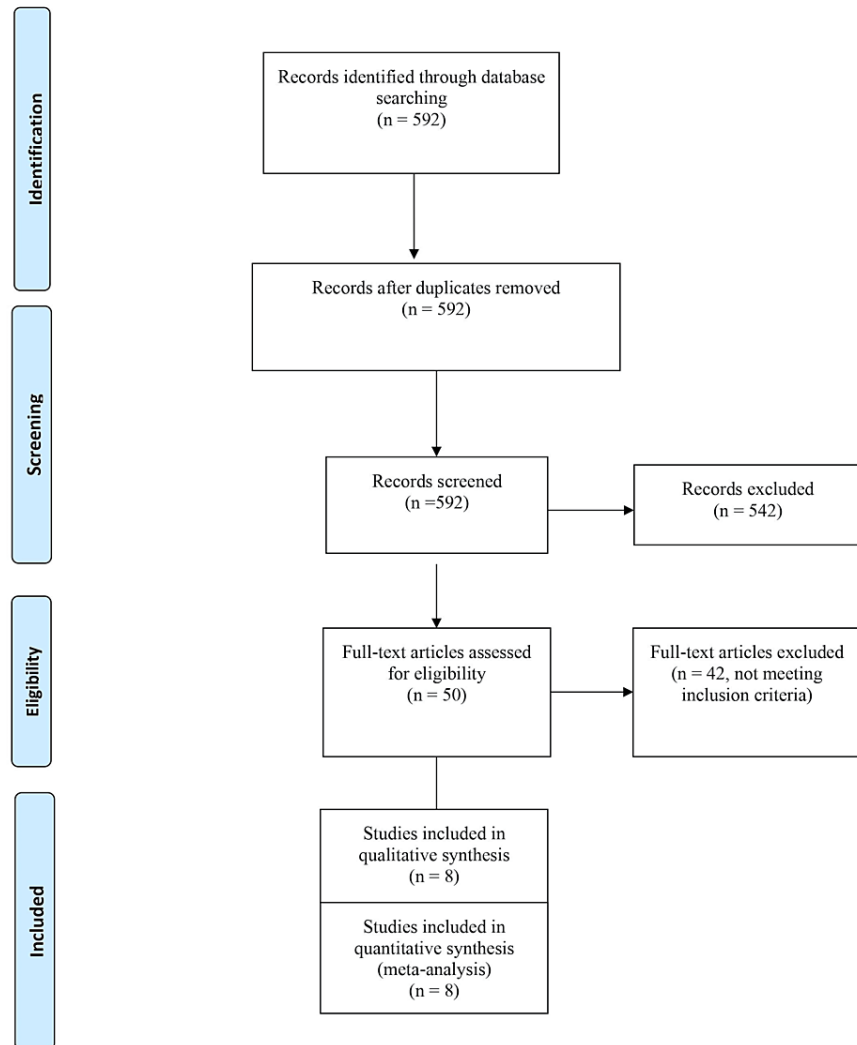 Identification
Records identified through database
searching
(n = 592)
Records after duplicates removed
(n = 592)
Screening
Records screened
(n =592)
Records excluded
(n = 542)
Eligibility
Full-text articles assessed
for eligibility
(n = 50)
Full-text articles excluded
(n = 42, not meeting
inclusion criteria)
Included
Studies included in
qualitative synthesis
(n = 8)
Studies included in
quantitative synthesis
(meta-analysis)
(n = 8)